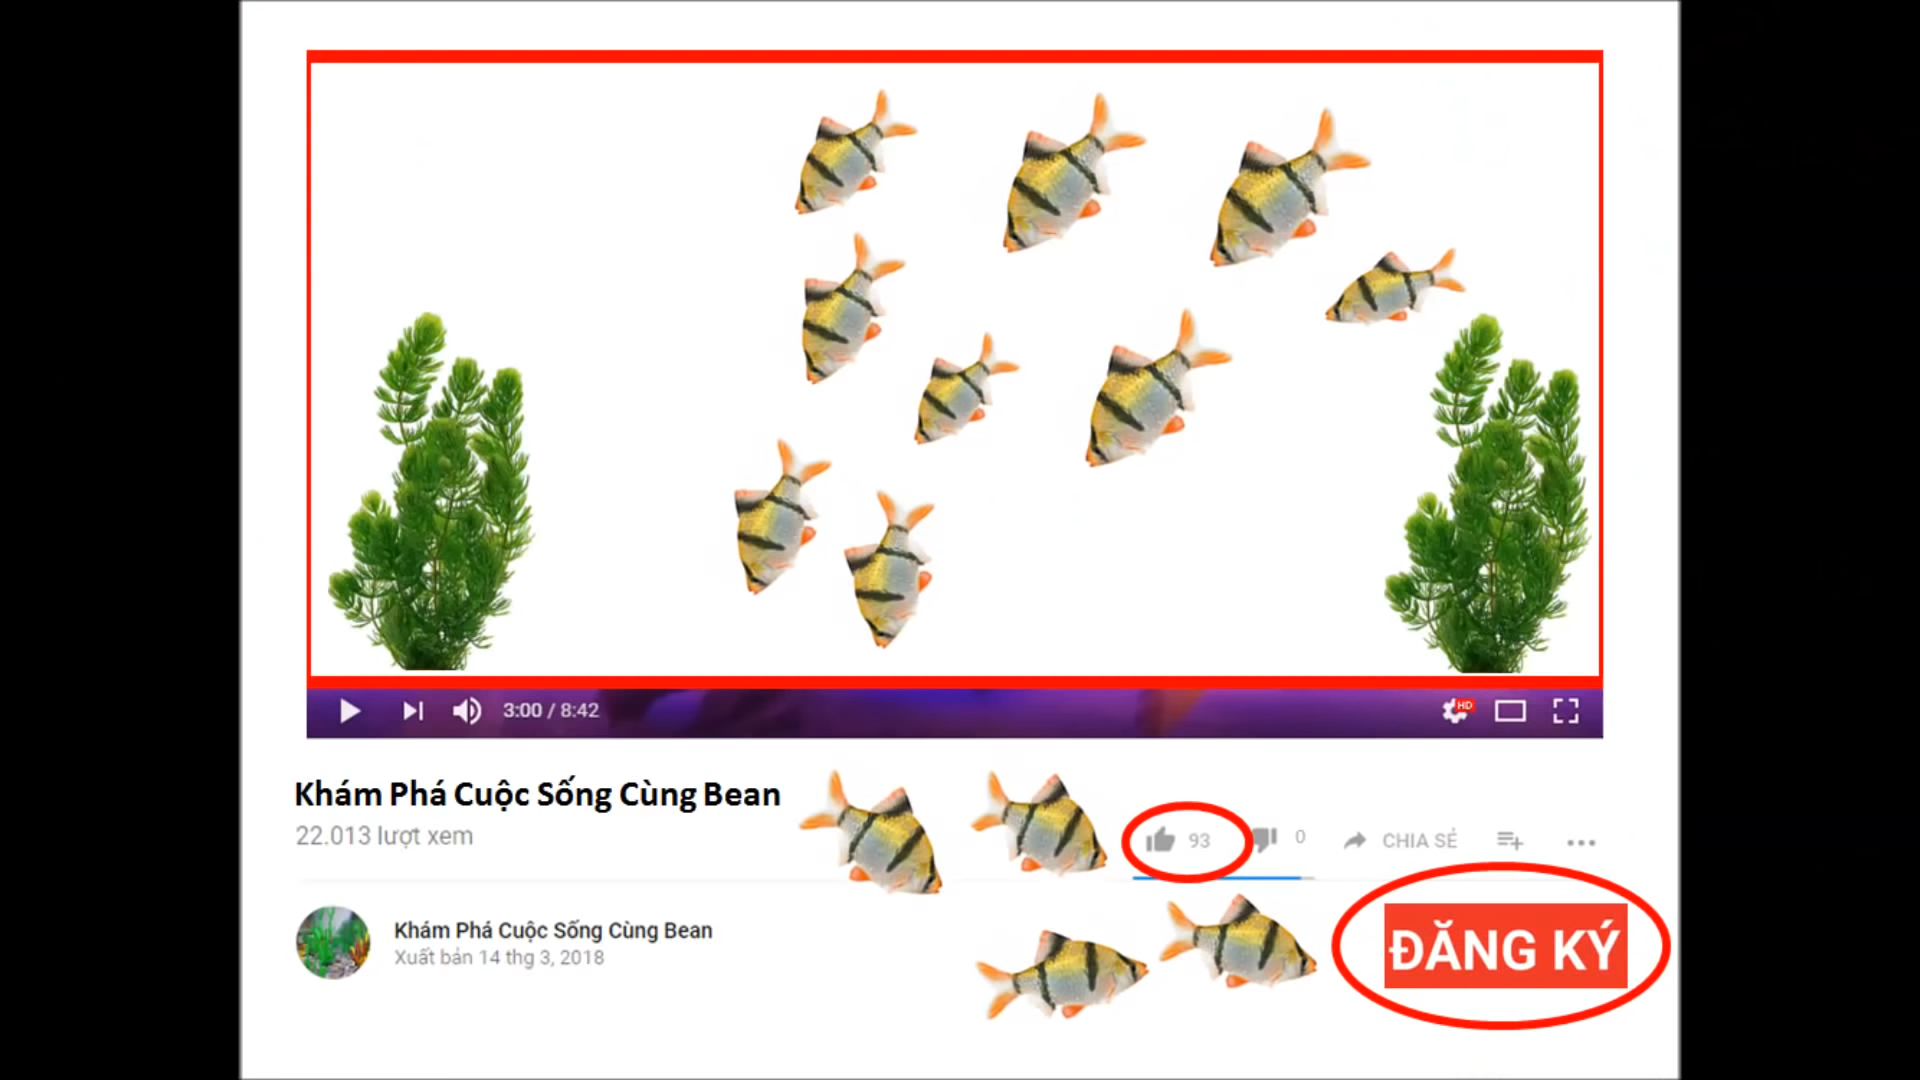 3:00 / 8:42
HD
Khám Phá Cuộc Sống Cùng Bean
22.013 lượt xem
93
0
CHIA SẺ
Khám Phá Cuộc Sống Cùng Bean
Xuất bản 14 thg 3, 2018
ĐĂNG KÝ